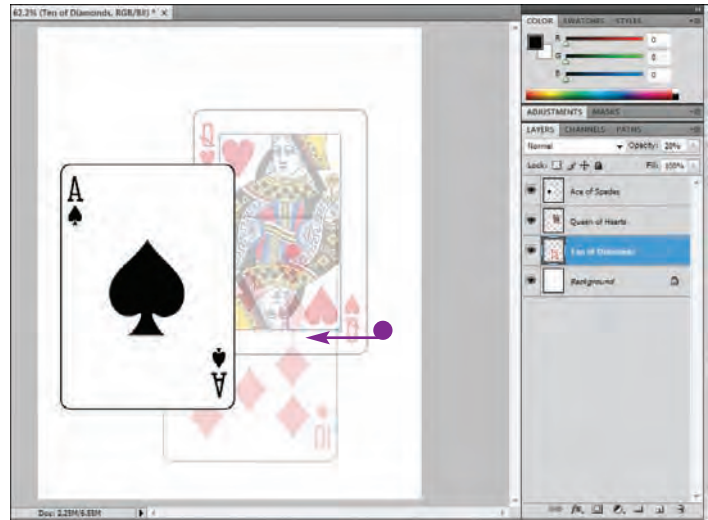 62.2% (Ten of Diamonds, RGB/8#) * ×
COLOR SWATCHES STYLES
R 0
G 0
B 0
ADJUSTMENTS MASKS
LAYERS CHANNELS PATHS
Normal Opacity: 20%
Lock: Fill: 100%
Ace of Spades
Queen of Hearts
Ten of Diamonds
Background
Q
A
A
Q
10
Doc: 2.25M/6.55M
fx.